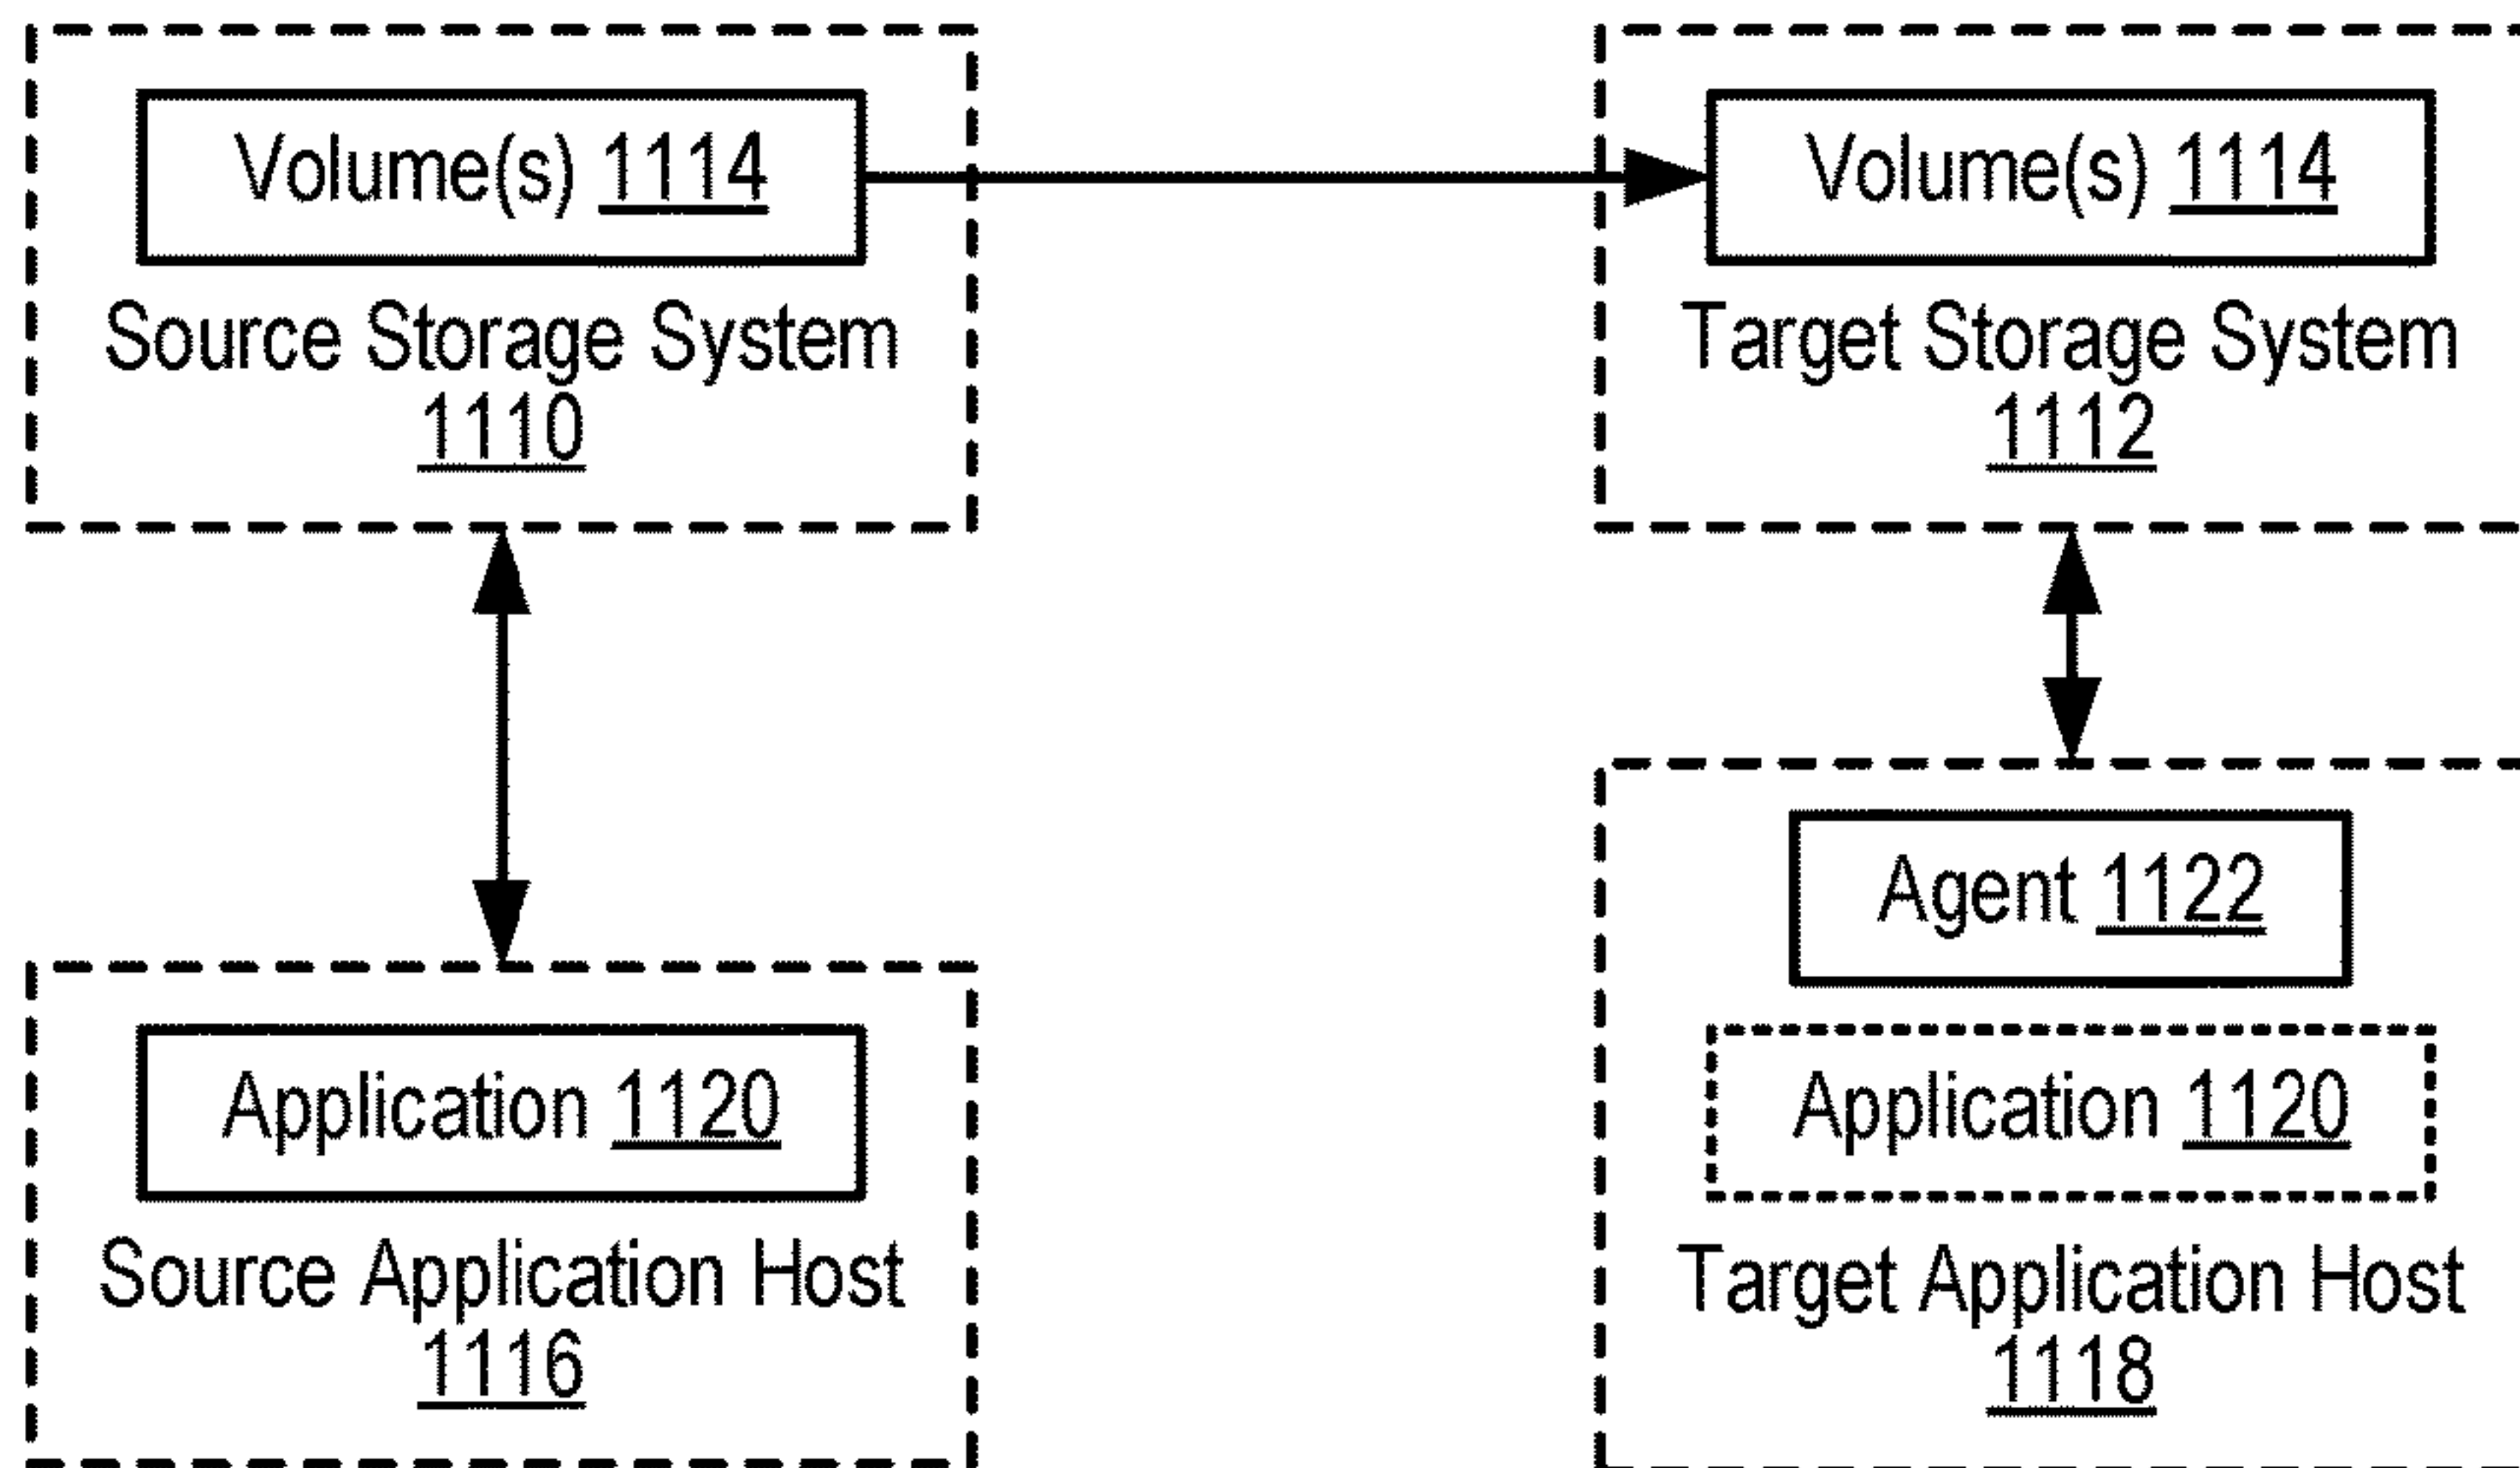 Volume(s) 1114
Source Storage System
1110
Volume(s) 1114
Target Storage System
1112
Application 1120
Source Application Host
1116
Agent 1122
Application 1120
Target Application Host
1118